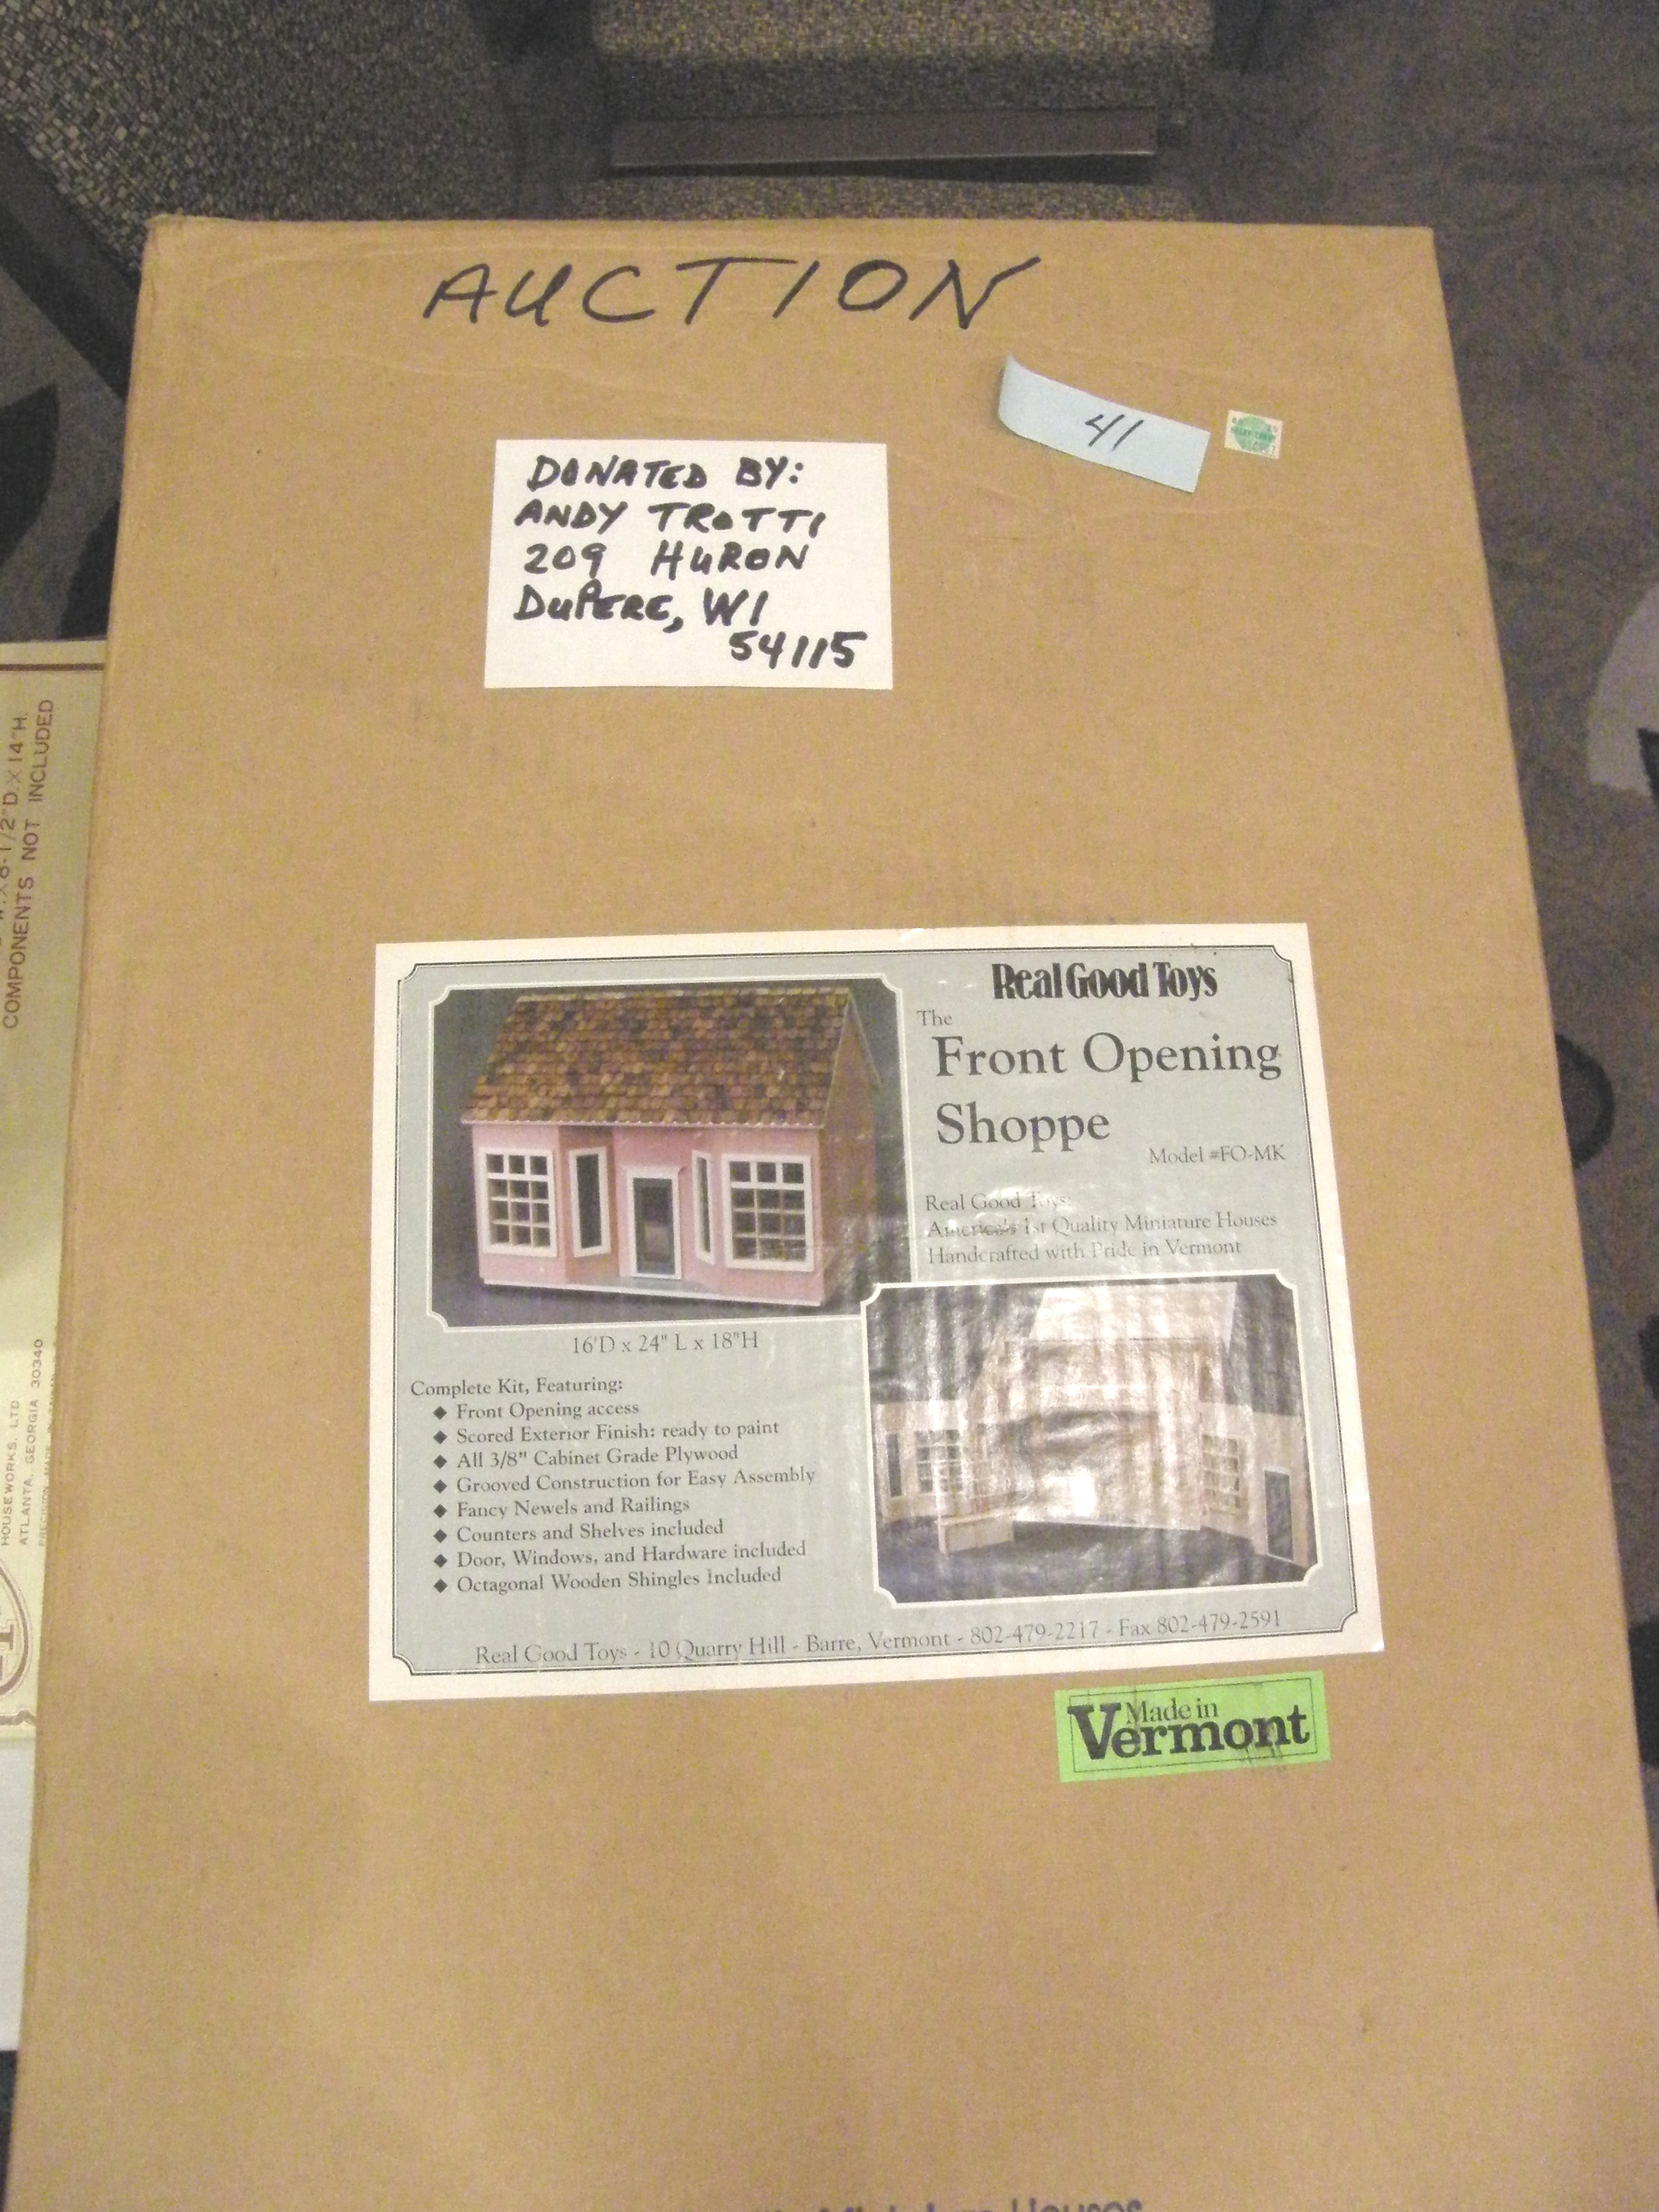 AUCTION
41
DONATED BY:
ANDY TROTTI
209 HURON
DUPERE, WI
54115
Real Good Toys
The
Front Opening
Shoppe
Model #FO-MK
Real Good Toys:
America's 1st Quality Miniature Houses
Handcrafted with Pride in Vermont
16'D x 24" L x 18"H
Complete Kit, Featuring:
◆ Front Opening access
◆ Scored Exterior Finish: ready to paint
◆ All 3/8" Cabinet Grade Plywood
◆ Grooved Construction for Easy Assembly
◆ Fancy Newels and Railings
◆ Counters and Shelves included
◆ Door, Windows, and Hardware included
◆ Octagonal Wooden Shingles Included
Real Good Toys - 10 Quarry Hill - Barre, Vermont - 802-479-2217 - Fax 802-479-2591
Made in
Vermont
8-1/2"D. X 14"H.
COMPONENTS NOT INCLUDED
HOUSEWORKS, LTD
ATLANTA, GEORGIA 30340
Houses